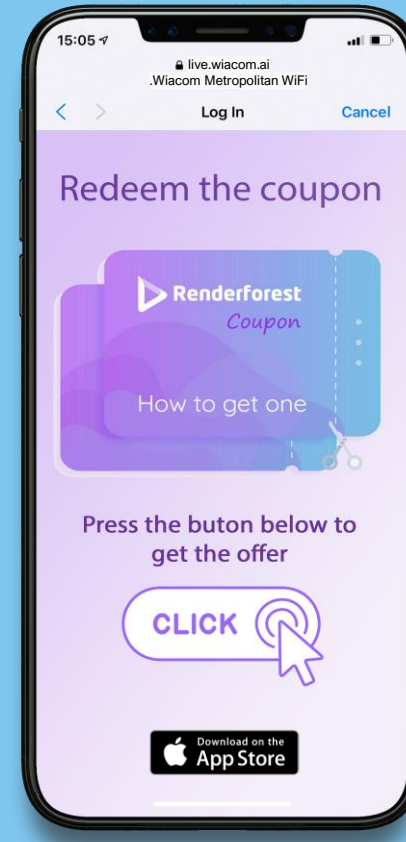 15:05
live.wiacom.ai
.Wiacom Metropolitan WiFi
Log In
Cancel
Redeem the coupon
Renderforest
Coupon
How to get one
Press the buton below to
get the offer
CLICK
Download on the
App Store